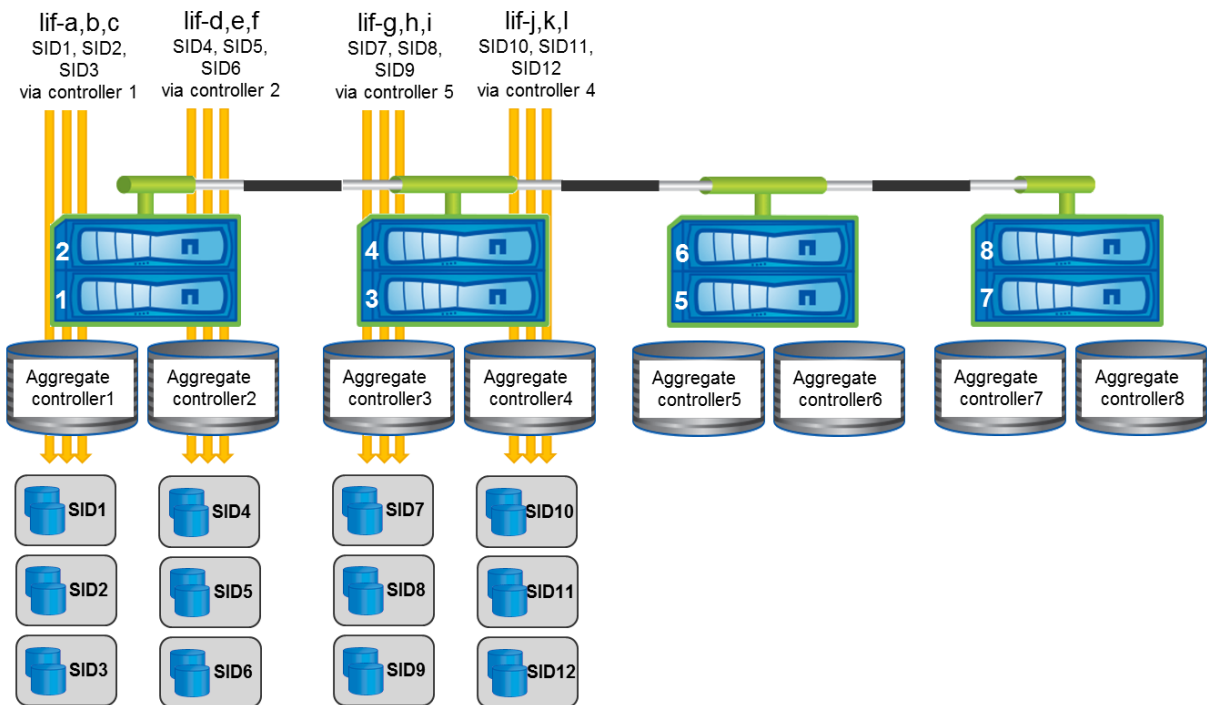 lif-a,b,c
SID1, SID2,
SID3
via controller 1
lif-d,e,f
SID4, SID5,
SID6
via controller 2
lif-g,h,i
SID7, SID8,
SID9
via controller 5
lif-j,k,l
SID10, SID11,
SID12
via controller 4
2
1
4
3
6
5
8
7
Aggregate
controller1
Aggregate
controller2
Aggregate
controller3
Aggregate
controller4
Aggregate
controller5
Aggregate
controller6
Aggregate
controller7
Aggregate
controller8
SID1
SID4
SID7
SID10
SID2
SID5
SID8
SID11
SID3
SID6
SID9
SID12